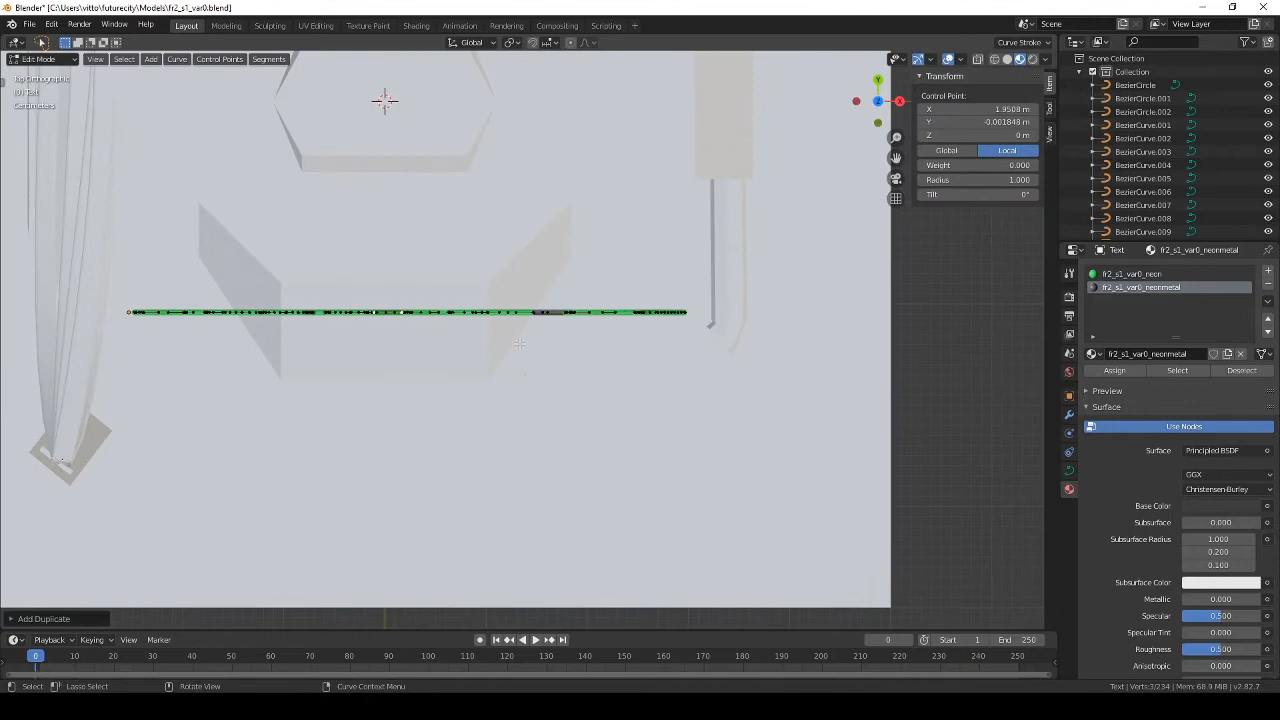 Blender* [C:\Users\vitto\futurecity\Models\fr2_s1_var0.blend]
File Edit Render Window Help Layout Modeling Sculpting UV Editing Texture Paint Shading Animation Rendering Compositing Scripting Scene View Layer
Global Curve Stroke
Edit Mode View Select Add Curve Control Points Segments
Top Orthographic
(0) Text
Centimeters
Y
Z
X
Transform
Control Point:
X 1.9508 m
Y -0.001848 m
Z 0 m
Global Local
Weight 0.000
Radius 1.000
Tilt 0°
Item
Tool
View
Scene Collection
Collection
BezierCircle
BezierCircle.001
BezierCircle.002
BezierCurve.001
BezierCurve.002
BezierCurve.003
BezierCurve.004
BezierCurve.005
BezierCurve.006
BezierCurve.007
BezierCurve.008
BezierCurve.009
Text fr2_s1_var0_neonmetal
fr2_s1_var0_neon
fr2_s1_var0_neonmetal
fr2_s1_var0_neonmetal
Assign Select Deselect
Preview
Surface
Use Nodes
Surface Principled BSDF
GGX
Christensen-Burley
Base Color
Subsurface 0.000
Subsurface Radius 1.000
0.200
0.100
Subsurface Color
Metallic 0.000
Specular 0.500
Specular Tint 0.000
Roughness 0.500
Anisotropic 0.000
Add Duplicate
Playback Keying View Marker 0 Start 1 End 250
0 10 20 30 40 50 60 70 80 90 100 110 120 130 140 150 160 170 180 190 200 210 220 230 240 250
Select Lasso Select Rotate View Curve Context Menu Text | Verts:3/234 | Mem: 68.9 MiB | v2.82.7